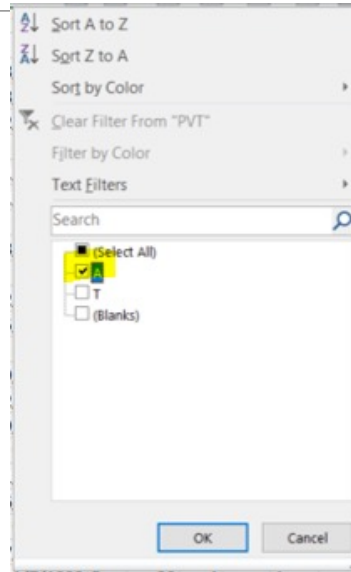 Sort A to Z
Sort Z to A
Sort by Color
Clear Filter From "PVT"
Filter by Color
Text Filters
Search
(Select All)
A
T
(Blanks)
OK Cancel